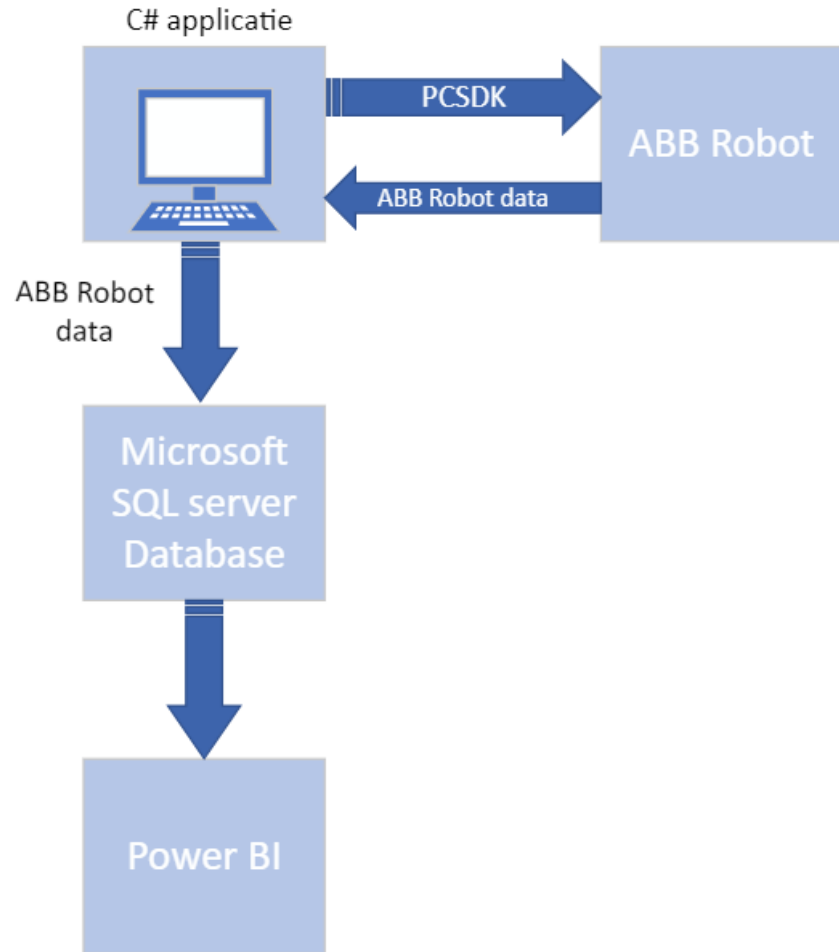 C# applicatie
PCSDK
ABB Robot
ABB Robot data
ABB Robot
data
Microsoft
SQL server
Database
Power BI